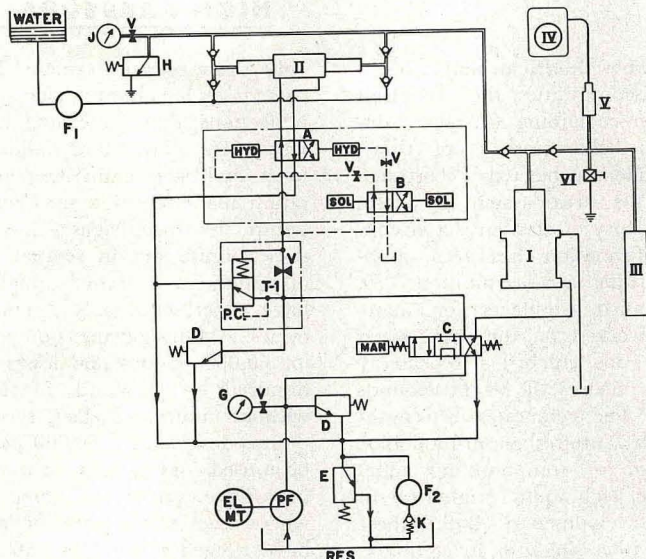 WATER
J
V
H
F1
II
IV
V
VI
I
III
A
HYD
HYD
V
V
B
SOL
SOL
V
T-1
P.C.
D
C
MAN
G
V
D
E
F2
K
EL
MT
PF
RES